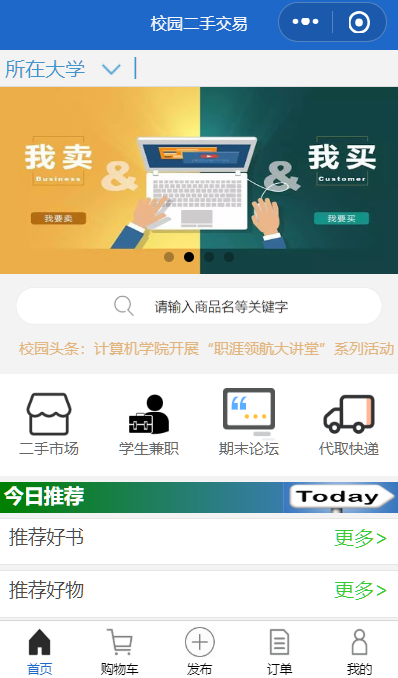 校园二手交易
所在大学
我卖 & & 我买
Business Customer
我要卖 我要买
请输入商品名等关键字
校园头条：计算机学院开展“职涯领航大讲堂”系列活动
二手市场 学生兼职 期末论坛 代取快递
今日推荐 Today
推荐好书 更多>
推荐好物 更多>
首页 购物车 发布 订单 我的